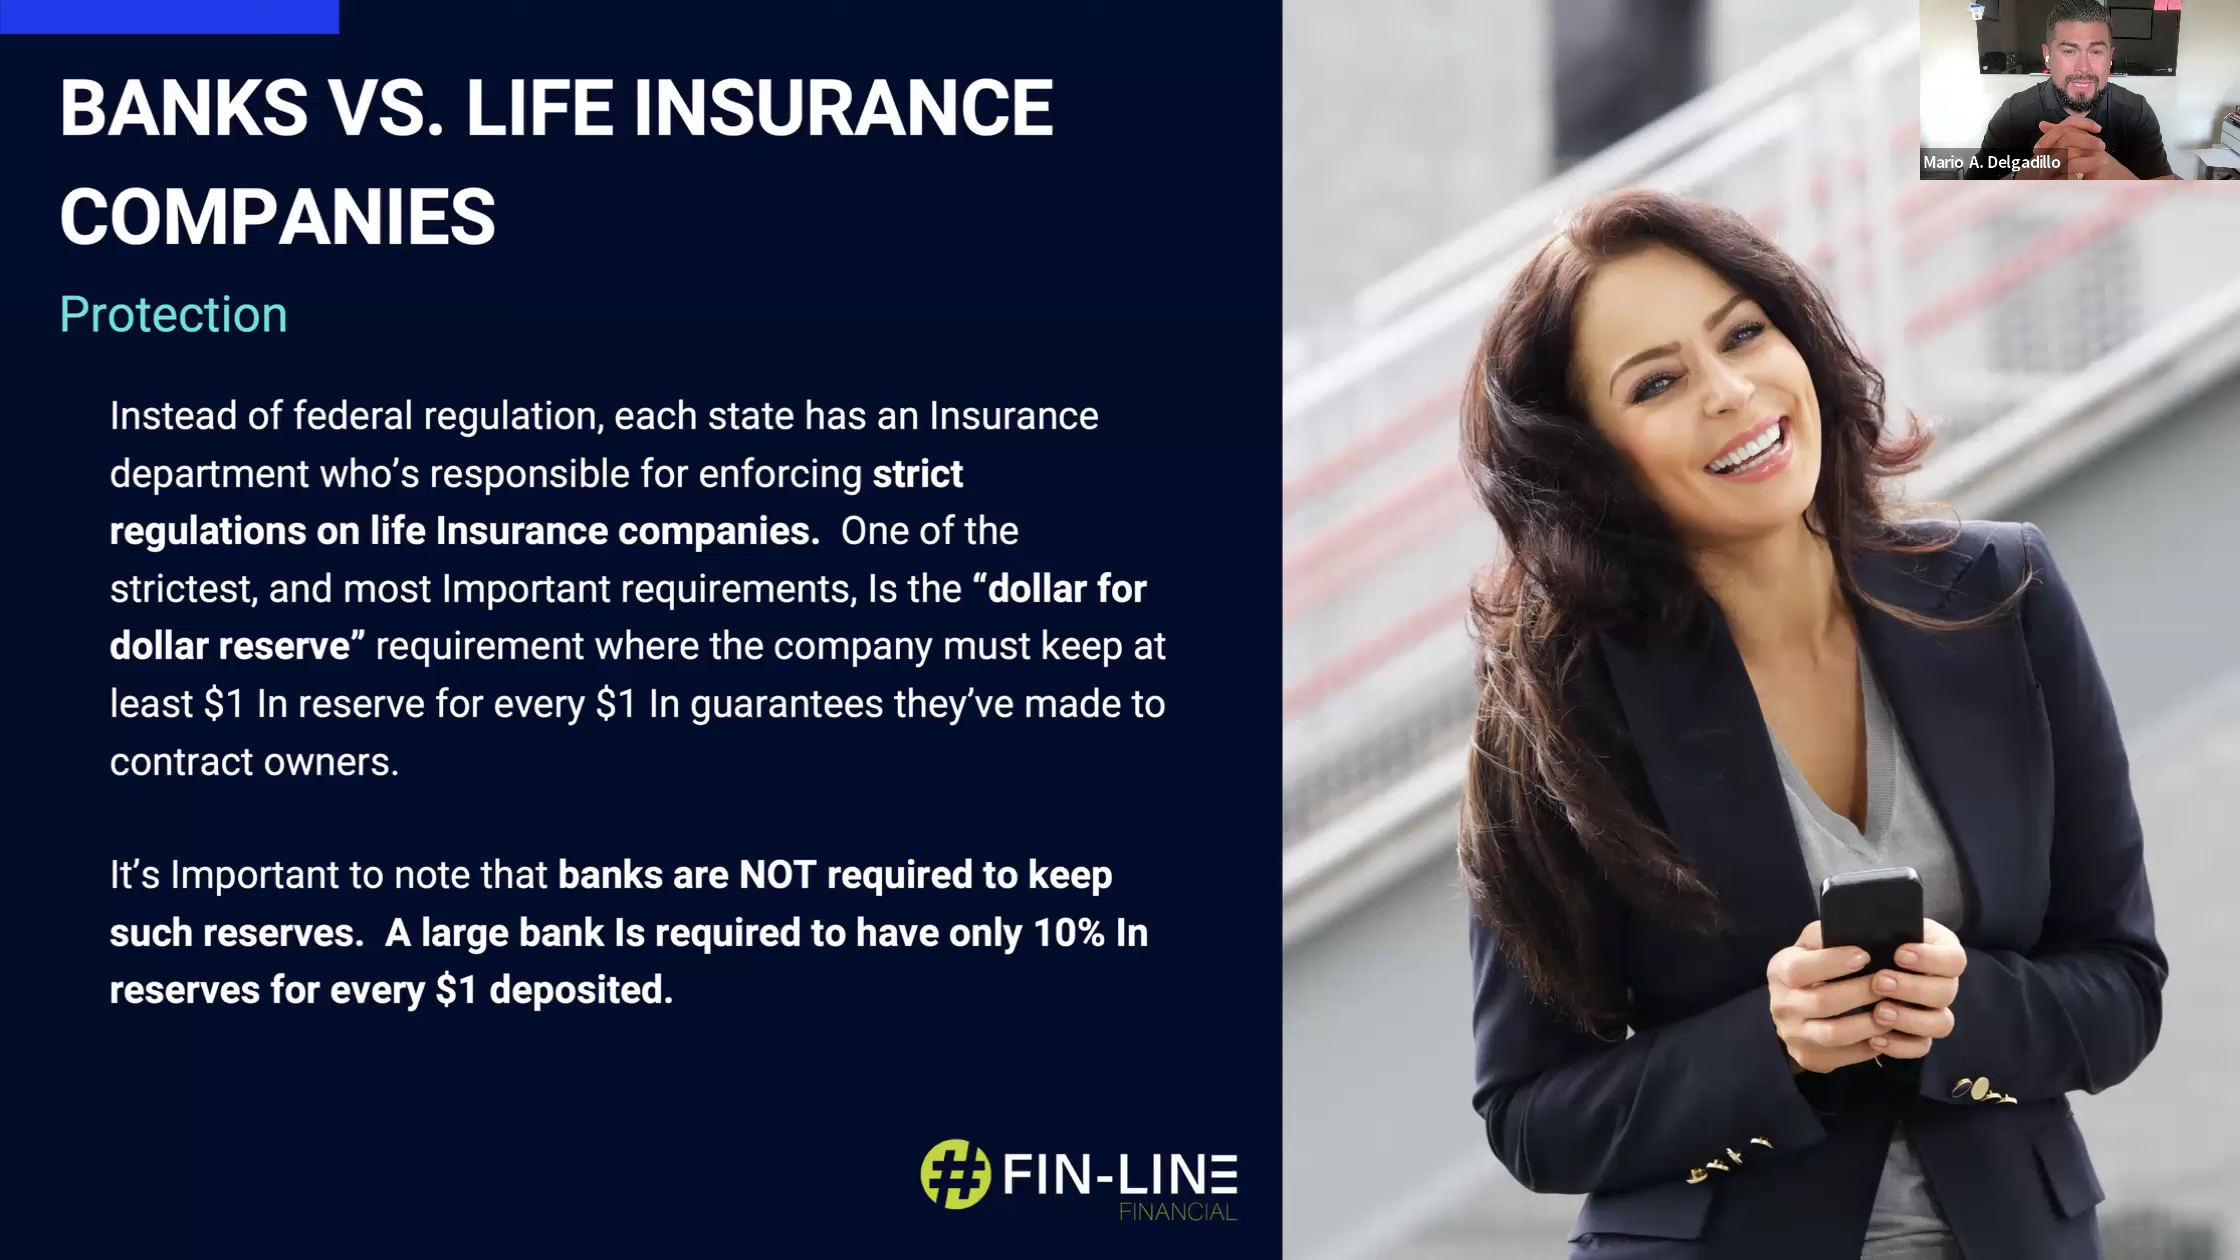 BANKS VS. LIFE INSURANCE
COMPANIES
Protection
Instead of federal regulation, each state has an Insurance
department who’s responsible for enforcing strict
regulations on life Insurance companies. One of the
strictest, and most Important requirements, Is the “dollar for
dollar reserve” requirement where the company must keep at
least $1 In reserve for every $1 In guarantees they’ve made to
contract owners.
It’s Important to note that banks are NOT required to keep
such reserves. A large bank Is required to have only 10% In
reserves for every $1 deposited.
# FIN-LINE
FINANCIAL
Mario A. Delgadillo